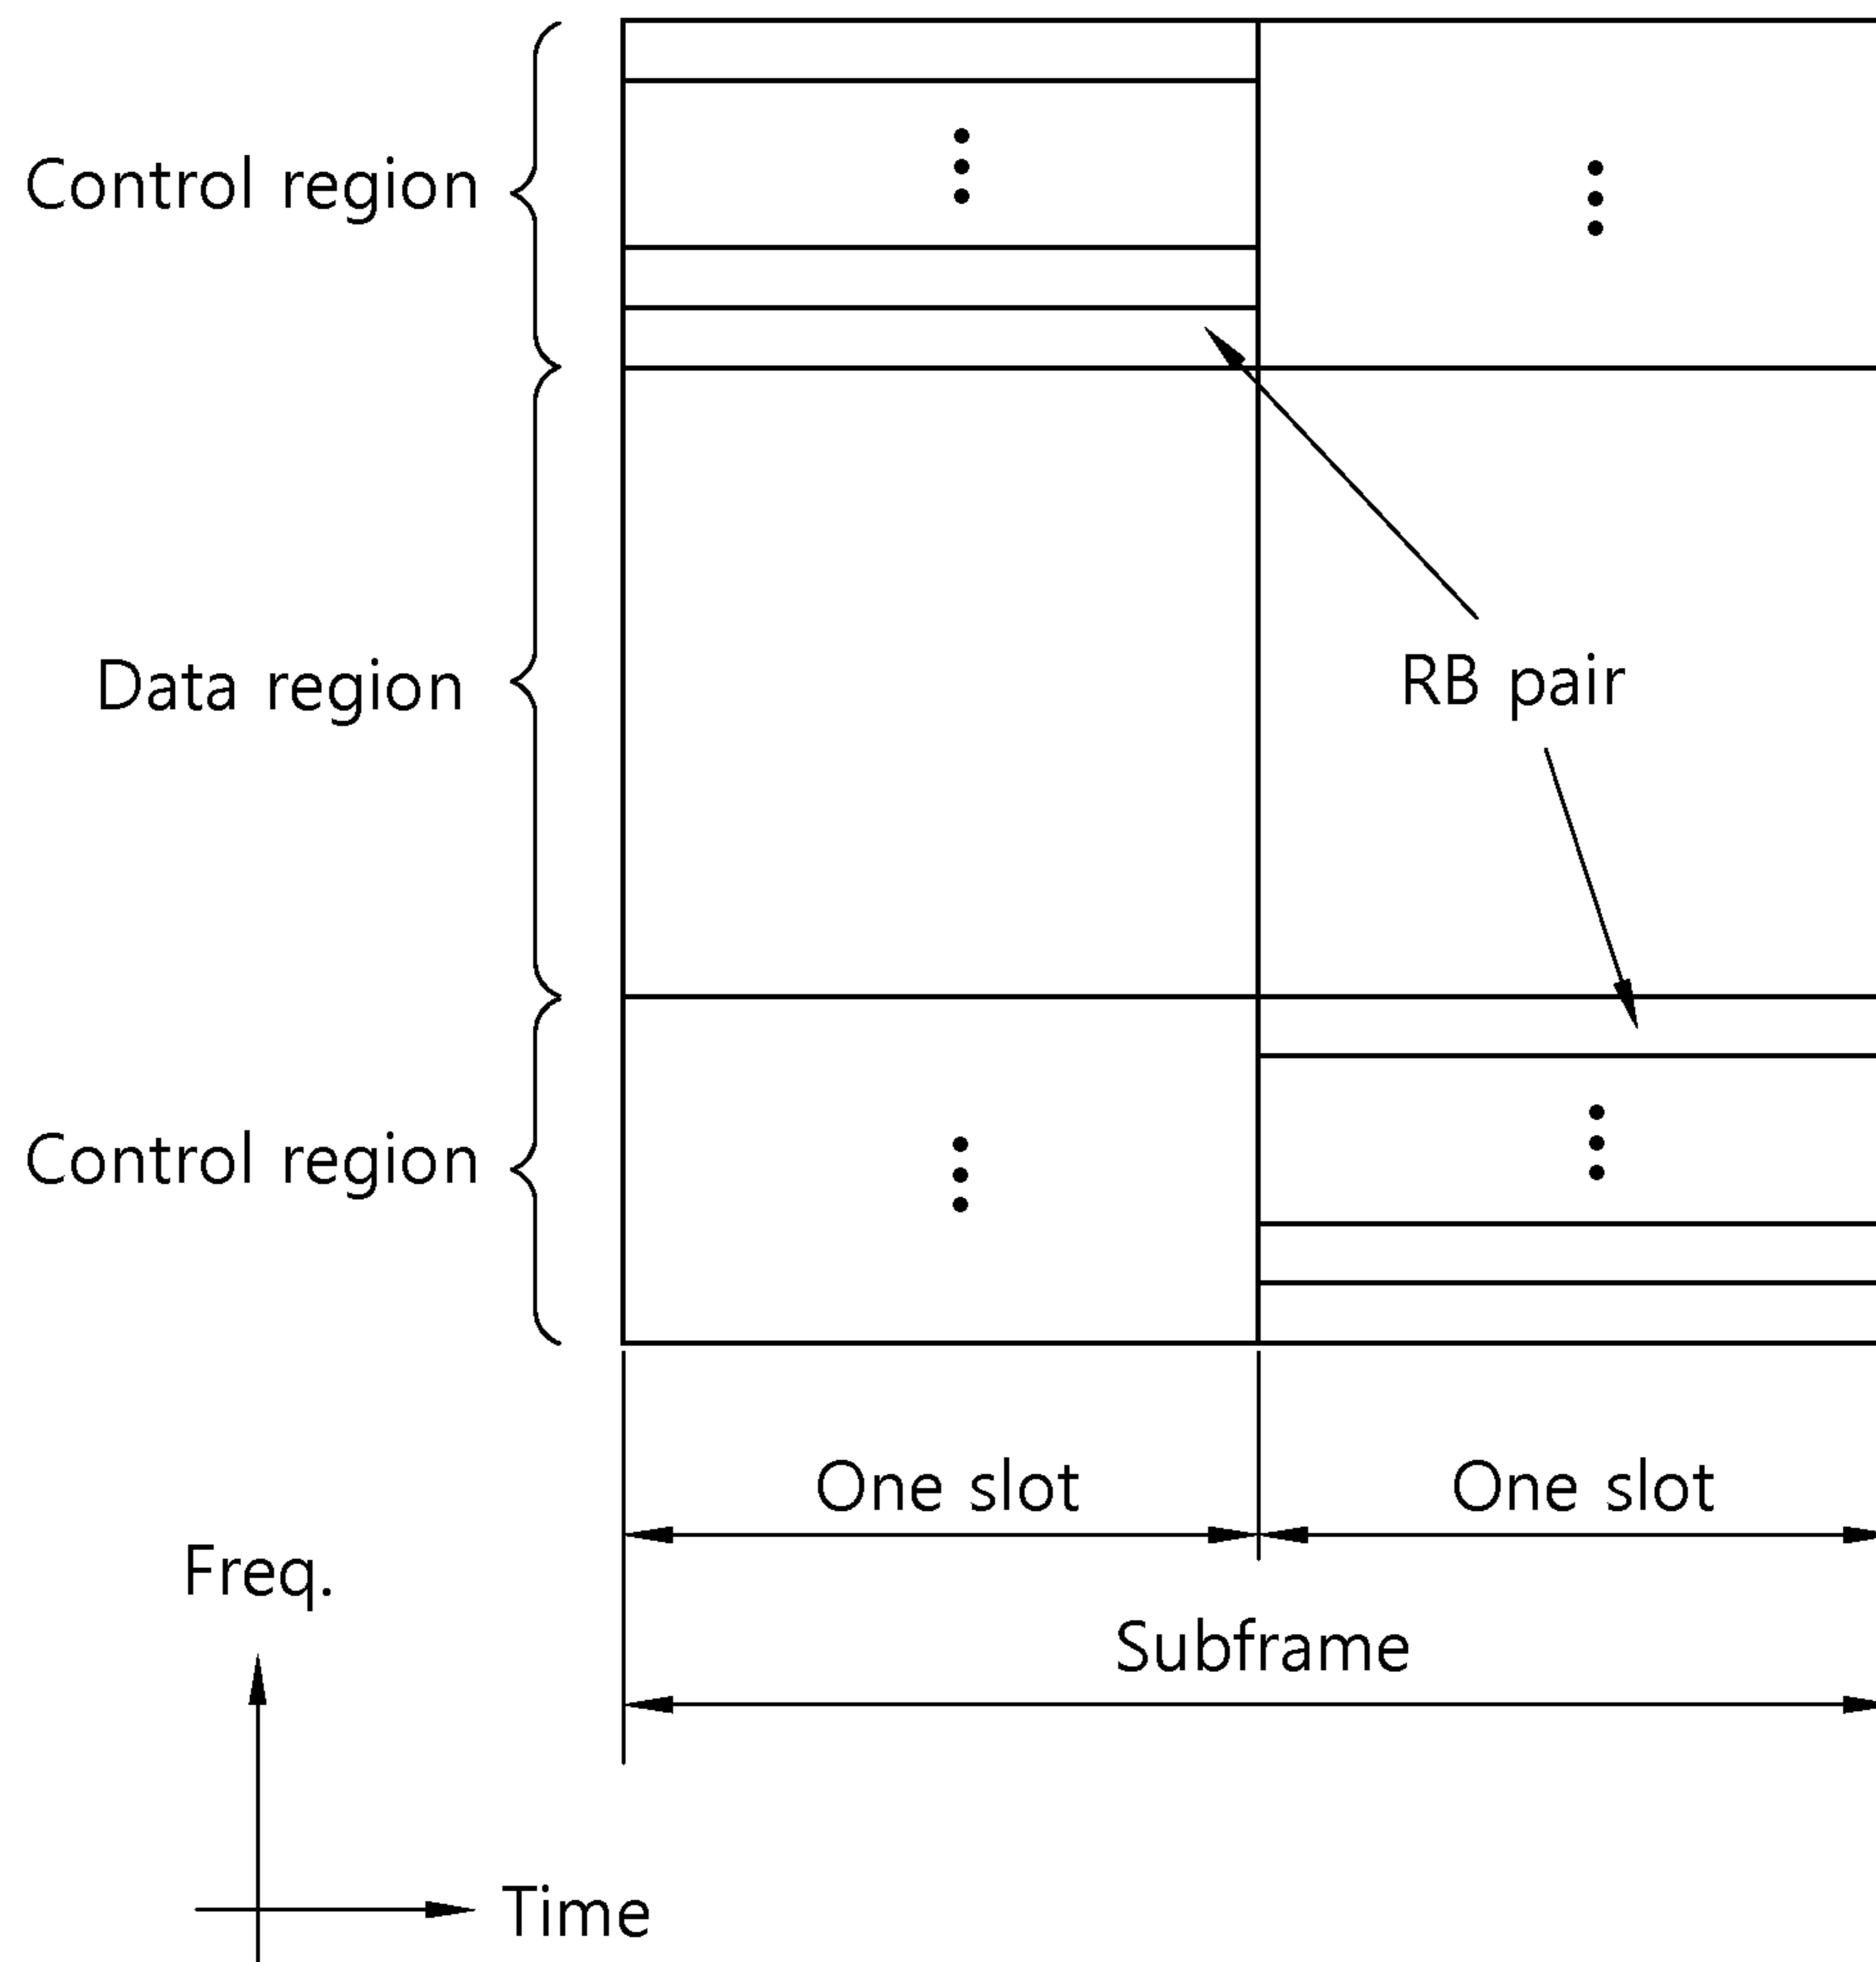 Control region
Data region
RB pair
Control region
One slot
One slot
Freq.
Subframe
Time